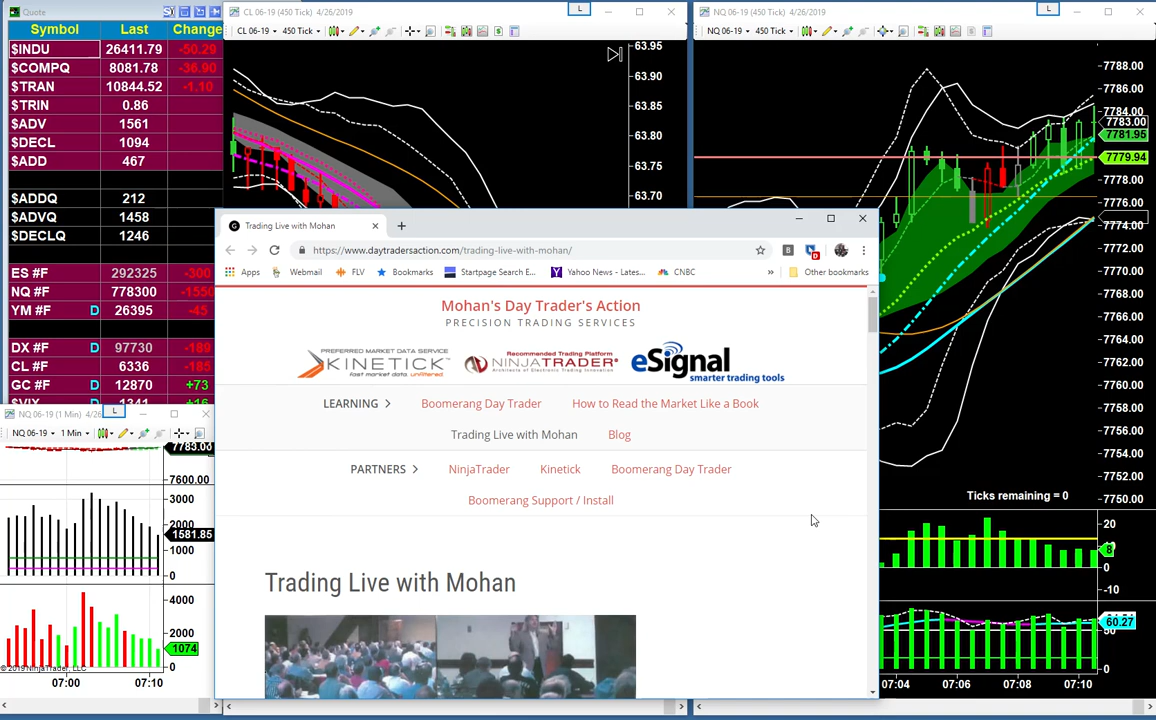 Quote
Symbol Last Change
$INDU 26411.79 -50.29
$COMPQ 8081.78 -36.90
$TRAN 10844.52 -1.10
$TRIN 0.86
$ADV 1561
$DECL 1094
$ADD 467
$ADDQ 212
$ADVQ 1458
$DECLQ 1246
ES #F 292325 -300
NQ #F 778300 -1550
YM #F D 26395 -45
DX #F D 97730 -189
CL #F 6336 -185
GC #F D 12870 +73
CL 06-19 (450 Tick) 4/26/2019
L
CL 06-19 450 Tick
63.95
63.90
63.85
63.80
63.75
63.70
NQ 06-19 (450 Tick) 4/26/2019
L
NQ 06-19 450 Tick
7788.00
7786.00
7784.00
7783.00
7781.95
7779.94
7778.00
7776.00
7774.00
7772.00
7770.00
7768.00
7766.00
7764.00
7762.00
7760.00
7758.00
7756.00
7754.00
7752.00
7750.00
Ticks remaining = 0
20
8
0
-10
60.27
0
07:04 07:06 07:08 07:10
NQ 06-19 (1 Min) 4/26
L
NQ 06-19 1 Min
7783.00
7600.00
3000
2000
1581.85
1000
0
4000
2000
1074
0
© 2019 NinjaTrader, LLC
07:00 07:10
Trading Live with Mohan
https://www.daytradersaction.com/trading-live-with-mohan/
Apps Webmail FLV Bookmarks Startpage Search E... Yahoo News - Lates... CNBC » Other bookmarks
Mohan's Day Trader's Action
PRECISION TRADING SERVICES
PREFERRED MARKET DATA SERVICE
KINETICK
fast market data, unfiltered
Recommended Trading Platform
NINJATRADER
Architects of Electronic Trading Innovation
eSignal
smarter trading tools
LEARNING > Boomerang Day Trader How to Read the Market Like a Book
Trading Live with Mohan Blog
PARTNERS > NinjaTrader Kinetick Boomerang Day Trader
Boomerang Support / Install
Trading Live with Mohan